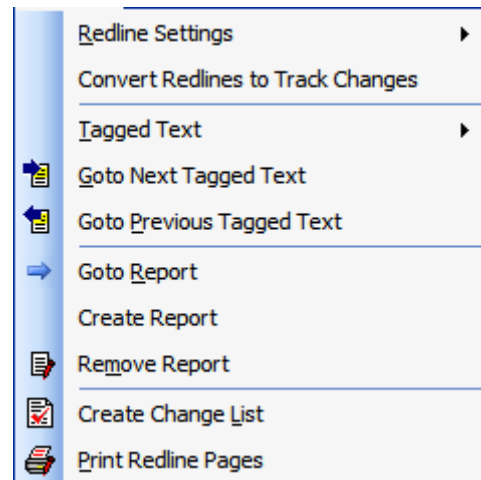 Redline Settings
Convert Redlines to Track Changes
Tagged Text
Goto Next Tagged Text
Goto Previous Tagged Text
Goto Report
Create Report
Remove Report
Create Change List
Print Redline Pages